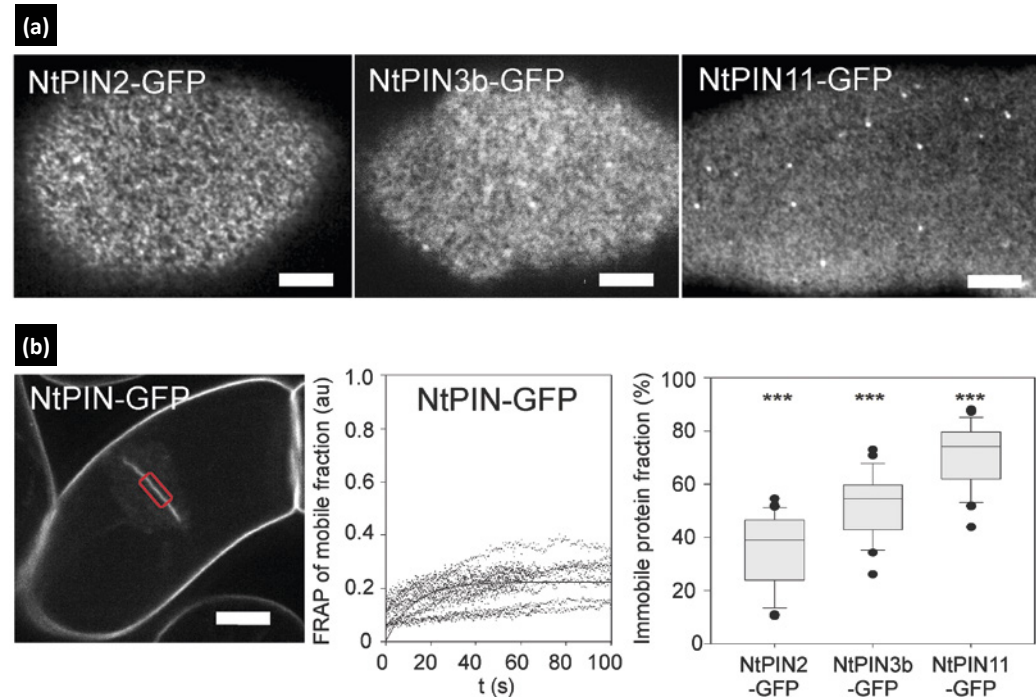 (a)
NtPIN2-GFP
NtPIN3b-GFP
NtPIN11-GFP
(b)
NtPIN-GFP
FRAP of mobile fraction (au)
1.0
0.8
0.6
0.4
0.2
0
NtPIN-GFP
0 20 40 60 80 100
t (s)
Immobile protein fraction (%)
100
80
60
40
20
0
*** *** ***
NtPIN2
-GFP
NtPIN3b
-GFP
NtPIN11
-GFP